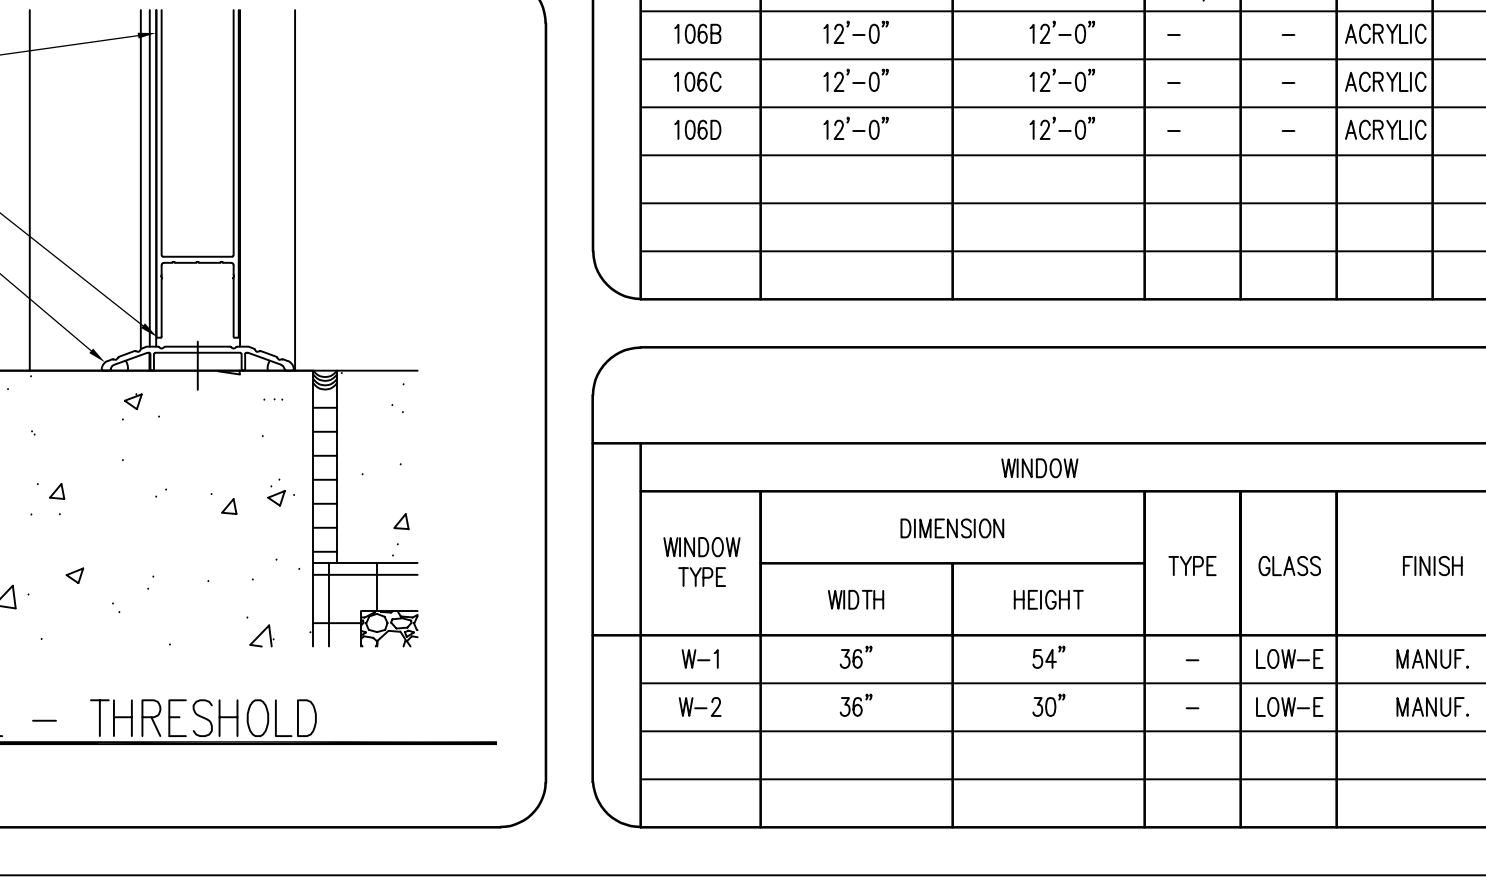 106B 12'-0" 12'-0" - - ACRYLIC
106C 12'-0" 12'-0" - - ACRYLIC
106D 12'-0" 12'-0" - - ACRYLIC
- THRESHOLD
WINDOW
WINDOW TYPE
DIMENSION
WIDTH HEIGHT
TYPE GLASS FINISH
W-1 36" 54" - LOW-E MANUF.
W-2 36" 30" - LOW-E MANUF.